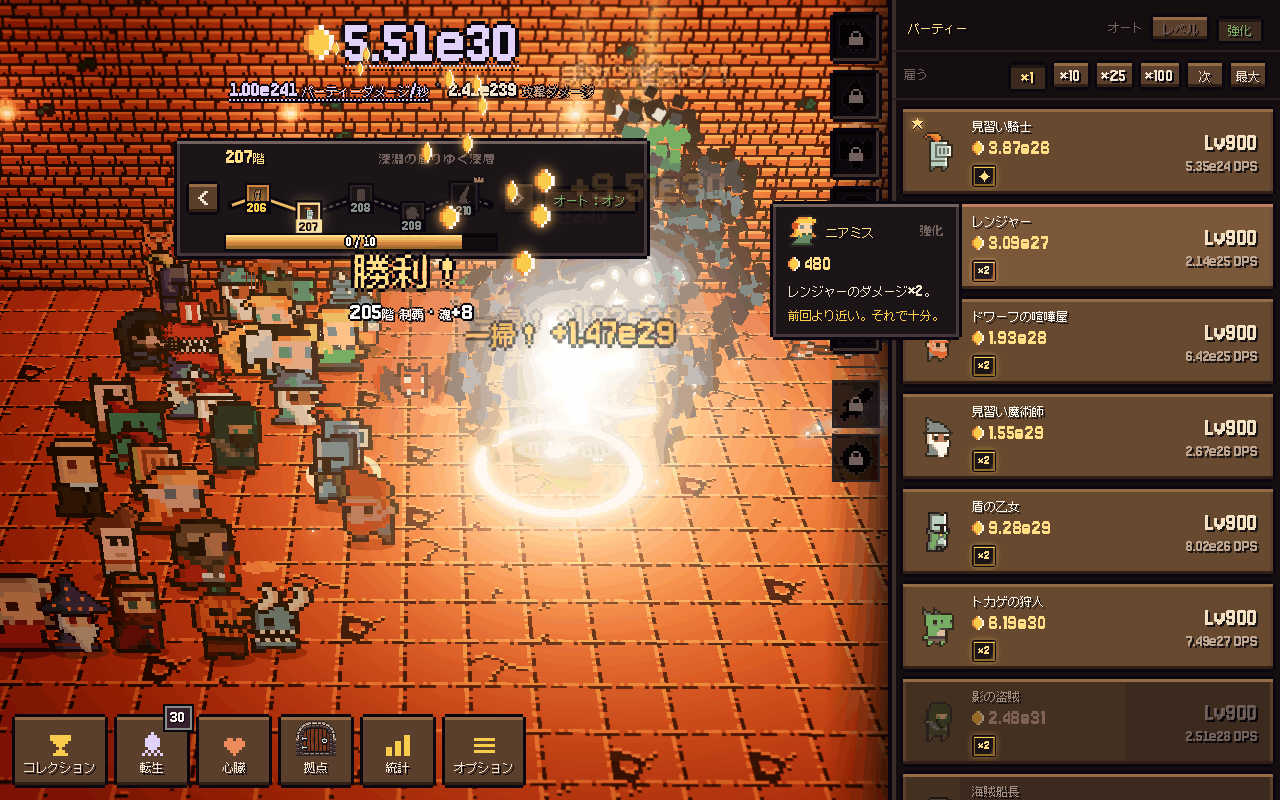 5.51e30
1.00e241 パーティーダメージ/秒 · 2.41e239 攻撃ダメージ
207階
深淵の
206
207
208
209
210
オート：オン
0/10
勝利！
205階 制覇・魂+8
一掃！ +1.47e29
ニアミス
強化
480
レンジャーのダメージ×2。
前回より近い。それで十分。
パーティー
オート
レベル
強化
雇う
×1
×10
×25
×100
次
最大
見習い騎士
3.87e28
Lv900
5.35e24 DPS
レンジャー
3.09e27
×2
Lv900
2.14e25 DPS
ドワーフの喧嘩屋
1.93e28
×2
Lv900
6.42e25 DPS
見習い魔術師
1.55e29
×2
Lv900
2.67e26 DPS
盾の乙女
9.28e29
×2
Lv900
8.02e26 DPS
トカゲの狩人
6.19e30
×2
Lv900
7.49e27 DPS
影の盗賊
2.48e31
×2
Lv900
2.51e28 DPS
海賊船長
30
コレクション
転生
心臓
拠点
統計
オプション